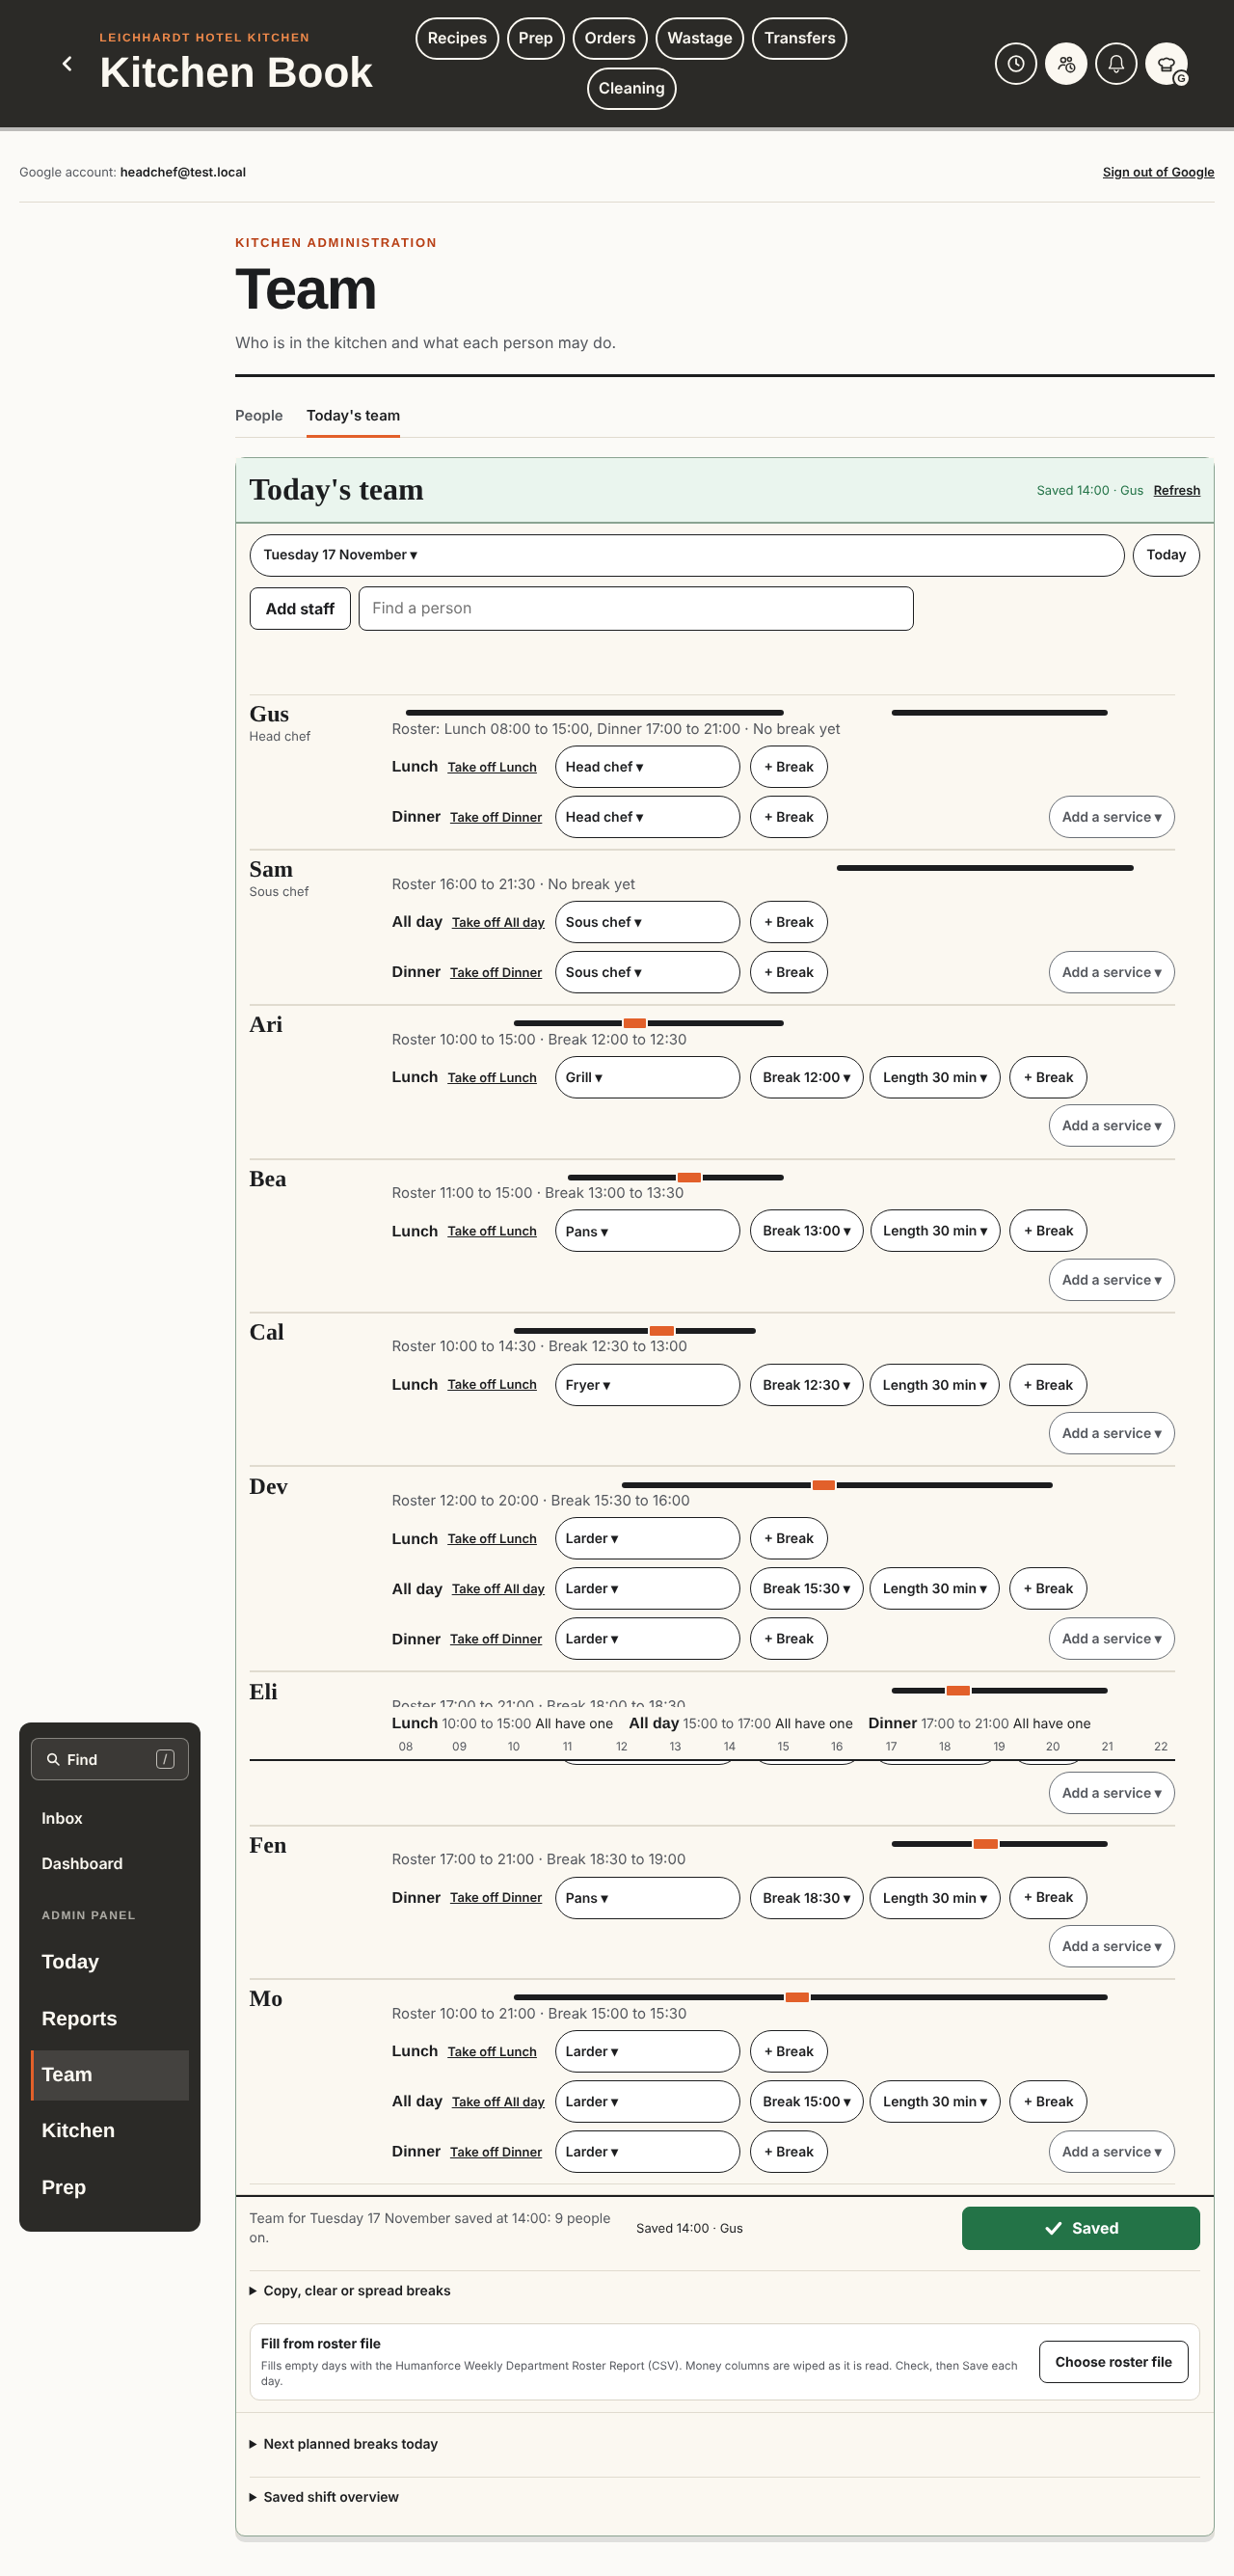 LEICHHARDT HOTEL KITCHEN
Kitchen Book
Recipes Prep Orders Wastage Transfers
Cleaning
G
Google account: headchef@test.local
Sign out of Google
KITCHEN ADMINISTRATION
Team
Who is in the kitchen and what each person may do.
People Today's team
Today's team
Saved 14:00 · Gus Refresh
Tuesday 17 November ▾ Today
Add staff Find a person
Gus
Head chef
Roster: Lunch 08:00 to 15:00, Dinner 17:00 to 21:00 · No break yet
Lunch Take off Lunch Head chef ▾ + Break
Dinner Take off Dinner Head chef ▾ + Break Add a service ▾
Sam
Sous chef
Roster 16:00 to 21:30 · No break yet
All day Take off All day Sous chef ▾ + Break
Dinner Take off Dinner Sous chef ▾ + Break Add a service ▾
Ari
Roster 10:00 to 15:00 · Break 12:00 to 12:30
Lunch Take off Lunch Grill ▾ Break 12:00 ▾ Length 30 min ▾ + Break
Add a service ▾
Bea
Roster 11:00 to 15:00 · Break 13:00 to 13:30
Lunch Take off Lunch Pans ▾ Break 13:00 ▾ Length 30 min ▾ + Break
Add a service ▾
Cal
Roster 10:00 to 14:30 · Break 12:30 to 13:00
Lunch Take off Lunch Fryer ▾ Break 12:30 ▾ Length 30 min ▾ + Break
Add a service ▾
Dev
Roster 12:00 to 20:00 · Break 15:30 to 16:00
Lunch Take off Lunch Larder ▾ + Break
All day Take off All day Larder ▾ Break 15:30 ▾ Length 30 min ▾ + Break
Dinner Take off Dinner Larder ▾ + Break Add a service ▾
Eli
Roster 17:00 to 21:00 · Break 18:00 to 18:30
Lunch 10:00 to 15:00 All have one All day 15:00 to 17:00 All have one Dinner 17:00 to 21:00 All have one
08 09 10 11 12 13 14 15 16 17 18 19 20 21 22
Add a service ▾
Fen
Roster 17:00 to 21:00 · Break 18:30 to 19:00
Dinner Take off Dinner Pans ▾ Break 18:30 ▾ Length 30 min ▾ + Break
Add a service ▾
Mo
Roster 10:00 to 21:00 · Break 15:00 to 15:30
Lunch Take off Lunch Larder ▾ + Break
All day Take off All day Larder ▾ Break 15:00 ▾ Length 30 min ▾ + Break
Dinner Take off Dinner Larder ▾ + Break Add a service ▾
Team for Tuesday 17 November saved at 14:00: 9 people
on.
Saved 14:00 · Gus
Saved
Copy, clear or spread breaks
Fill from roster file
Fills empty days with the Humanforce Weekly Department Roster Report (CSV). Money columns are wiped as it is read. Check, then Save each
day.
Choose roster file
Next planned breaks today
Saved shift overview
Find /
Inbox
Dashboard
ADMIN PANEL
Today
Reports
Team
Kitchen
Prep